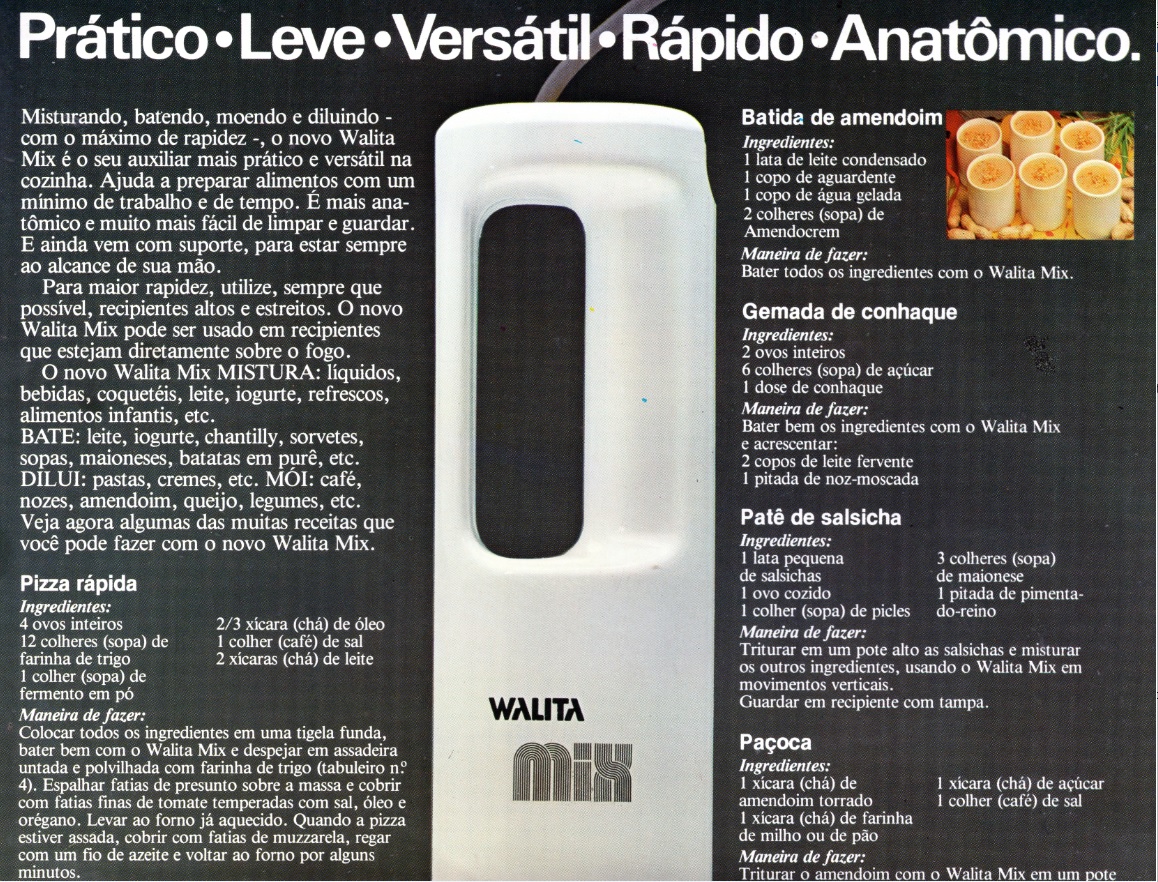 Prático • Leve • Versátil • Rápido • Anatômico.
Misturando, batendo, moendo e diluindo -
com o máximo de rapidez -, o novo Walita
Mix é o seu auxiliar mais prático e versátil na
cozinha. Ajuda a preparar alimentos com um
mínimo de trabalho e de tempo. É mais ana-
tômico e muito mais fácil de limpar e guardar.
E ainda vem com suporte, para estar sempre
ao alcance de sua mão.
Para maior rapidez, utilize, sempre que
possível, recipientes altos e estreitos. O novo
Walita Mix pode ser usado em recipientes
que estejam diretamente sobre o fogo.
O novo Walita Mix MISTURA: líquidos,
bebidas, coquetéis, leite, iogurte, refrescos,
alimentos infantis, etc.
BATE: leite, iogurte, chantilly, sorvetes,
sopas, maioneses, batatas em purê, etc.
DILUI: pastas, cremes, etc. MÓI: café,
nozes, amendoim, queijo, legumes, etc.
Veja agora algumas das muitas receitas que
você pode fazer com o novo Walita Mix.
Pizza rápida
Ingredientes:
4 ovos inteiros
12 colheres (sopa) de
farinha de trigo
1 colher (sopa) de
fermento em pó
2/3 xícara (chá) de óleo
1 colher (café) de sal
2 xícaras (chá) de leite
Maneira de fazer:
Colocar todos os ingredientes em uma tigela funda,
bater bem com o Walita Mix e despejar em assadeira
untada e polvilhada com farinha de trigo (tabuleiro n.º
4). Espalhar fatias de presunto sobre a massa e cobrir
com fatias finas de tomate temperadas com sal, óleo e
orégano. Levar ao forno já aquecido. Quando a pizza
estiver assada, cobrir com fatias de muzzarela, regar
com um fio de azeite e voltar ao forno por alguns
minutos.
WALITA
mix
Batida de amendoim
Ingredientes:
1 lata de leite condensado
1 copo de aguardente
1 copo de água gelada
2 colheres (sopa) de
Amendocrem
Maneira de fazer:
Bater todos os ingredientes com o Walita Mix.
Gemada de conhaque
Ingredientes:
2 ovos inteiros
6 colheres (sopa) de açúcar
1 dose de conhaque
Maneira de fazer:
Bater bem os ingredientes com o Walita Mix
e acrescentar:
2 copos de leite fervente
1 pitada de noz-moscada
Patê de salsicha
Ingredientes:
1 lata pequena
de salsichas
1 ovo cozido
1 colher (sopa) de picles
3 colheres (sopa)
de maionese
1 pitada de pimenta-
do-reino
Maneira de fazer:
Triturar em um pote alto as salsichas e misturar
os outros ingredientes, usando o Walita Mix em
movimentos verticais.
Guardar em recipiente com tampa.
Paçoca
Ingredientes:
1 xícara (chá) de
amendoim torrado
1 xícara (chá) de farinha
de milho ou de pão
1 xícara (chá) de açúcar
1 colher (café) de sal
Maneira de fazer:
Triturar o amendoim com o Walita Mix em um pote